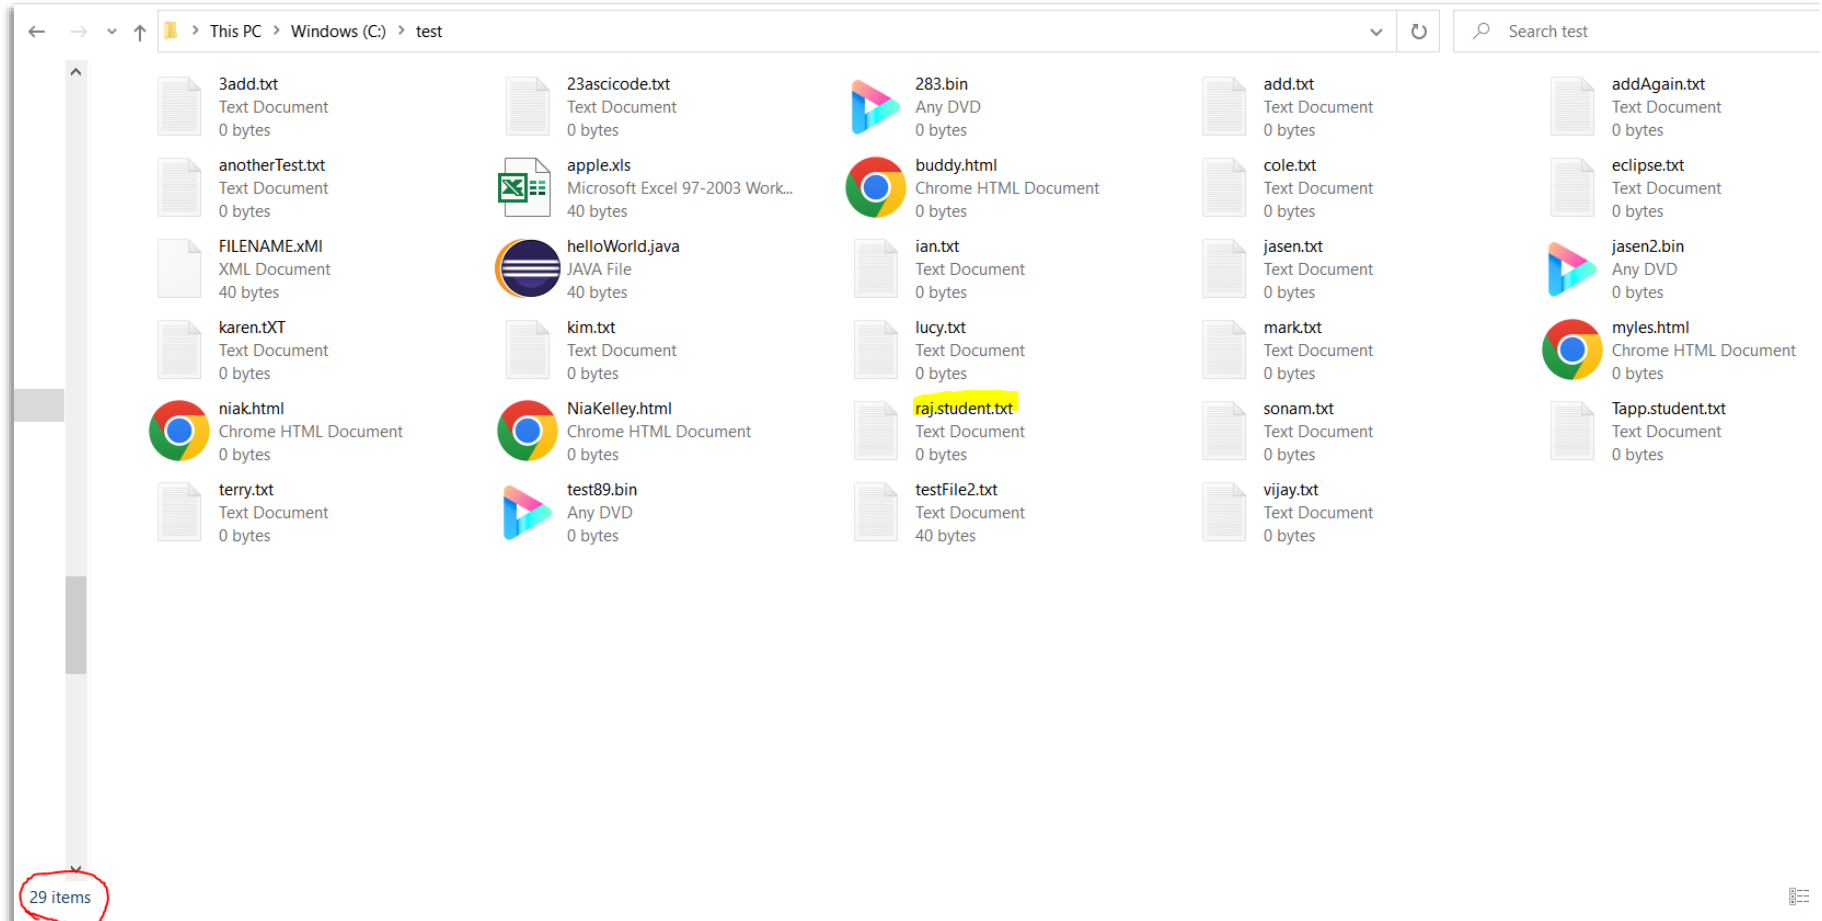 This PC > Windows (C:) > test
Search test
3add.txt
Text Document
0 bytes
23ascicode.txt
Text Document
0 bytes
283.bin
Any DVD
0 bytes
add.txt
Text Document
0 bytes
addAgain.txt
Text Document
0 bytes
anotherTest.txt
Text Document
0 bytes
apple.xls
Microsoft Excel 97-2003 Work...
40 bytes
buddy.html
Chrome HTML Document
0 bytes
cole.txt
Text Document
0 bytes
eclipse.txt
Text Document
0 bytes
FILENAME.xMl
XML Document
40 bytes
helloWorld.java
JAVA File
40 bytes
ian.txt
Text Document
0 bytes
jasen.txt
Text Document
0 bytes
jasen2.bin
Any DVD
0 bytes
karen.tXT
Text Document
0 bytes
kim.txt
Text Document
0 bytes
lucy.txt
Text Document
0 bytes
mark.txt
Text Document
0 bytes
myles.html
Chrome HTML Document
0 bytes
niak.html
Chrome HTML Document
0 bytes
NiaKelley.html
Chrome HTML Document
0 bytes
raj.student.txt
Text Document
0 bytes
sonam.txt
Text Document
0 bytes
Tapp.student.txt
Text Document
0 bytes
terry.txt
Text Document
0 bytes
test89.bin
Any DVD
0 bytes
testFile2.txt
Text Document
40 bytes
vijay.txt
Text Document
0 bytes
29 items